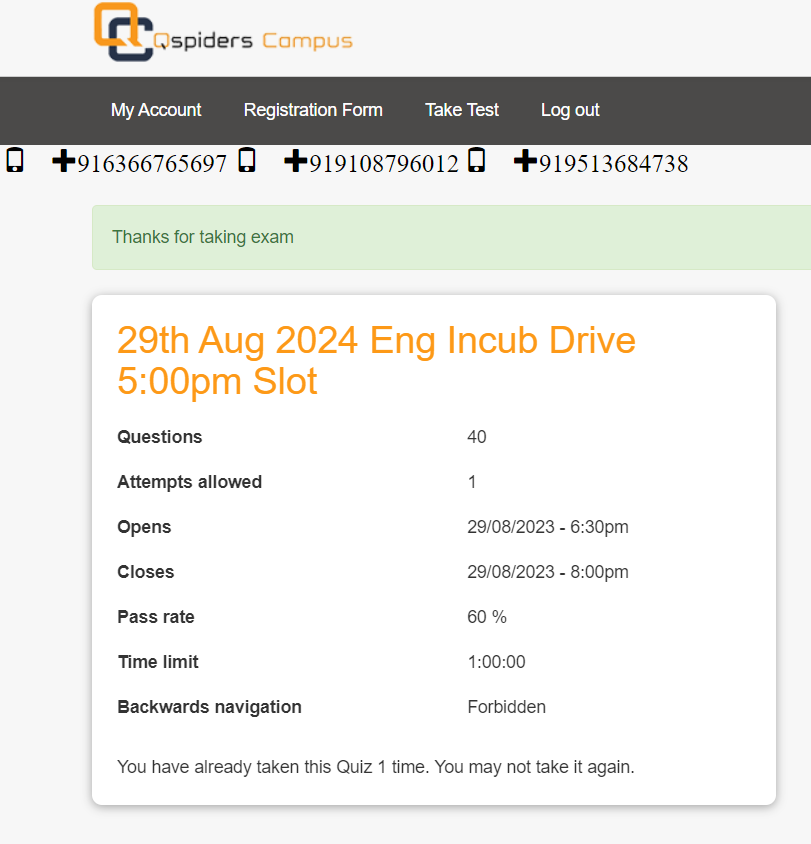 Qspiders Campus
My Account Registration Form Take Test Log out
+916366765697 +919108796012 +919513684738
Thanks for taking exam
29th Aug 2024 Eng Incub Drive
5:00pm Slot
Questions 40
Attempts allowed 1
Opens 29/08/2023 - 6:30pm
Closes 29/08/2023 - 8:00pm
Pass rate 60 %
Time limit 1:00:00
Backwards navigation Forbidden
You have already taken this Quiz 1 time. You may not take it again.